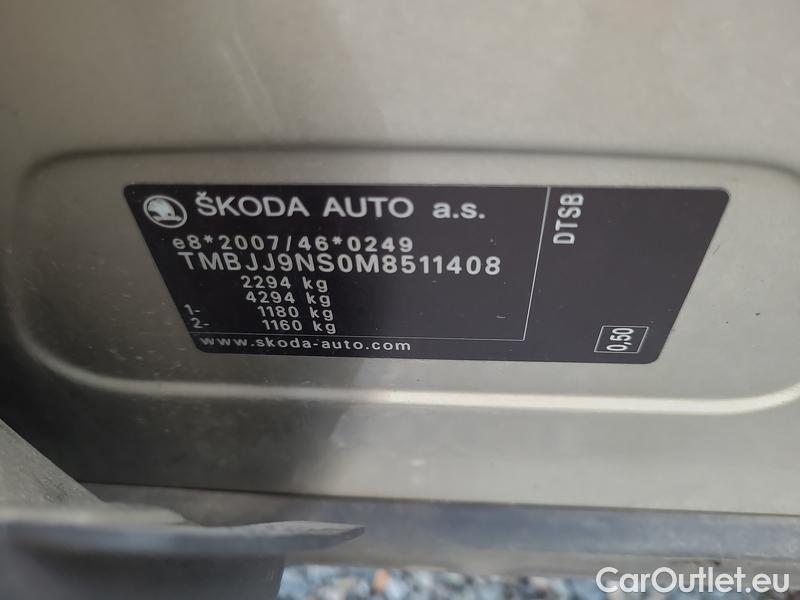 ŠKODA AUTO a.s.
e8*2007/46*0249
TMBJJ9NS0M8511408
2294 kg
4294 kg
1- 1180 kg
2- 1160 kg
www.skoda-auto.com
DTSB
0,50
CarOutlet.eu